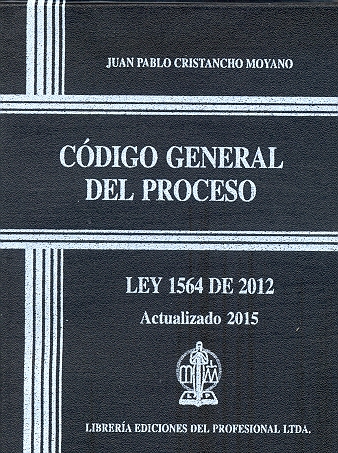 JUAN PABLO CRISTANCHO MOYANO
CÓDIGO GENERAL
DEL PROCESO
LEY 1564 DE 2012
Actualizado 2015
L P
LIBRERÍA EDICIONES DEL PROFESIONAL LTDA.